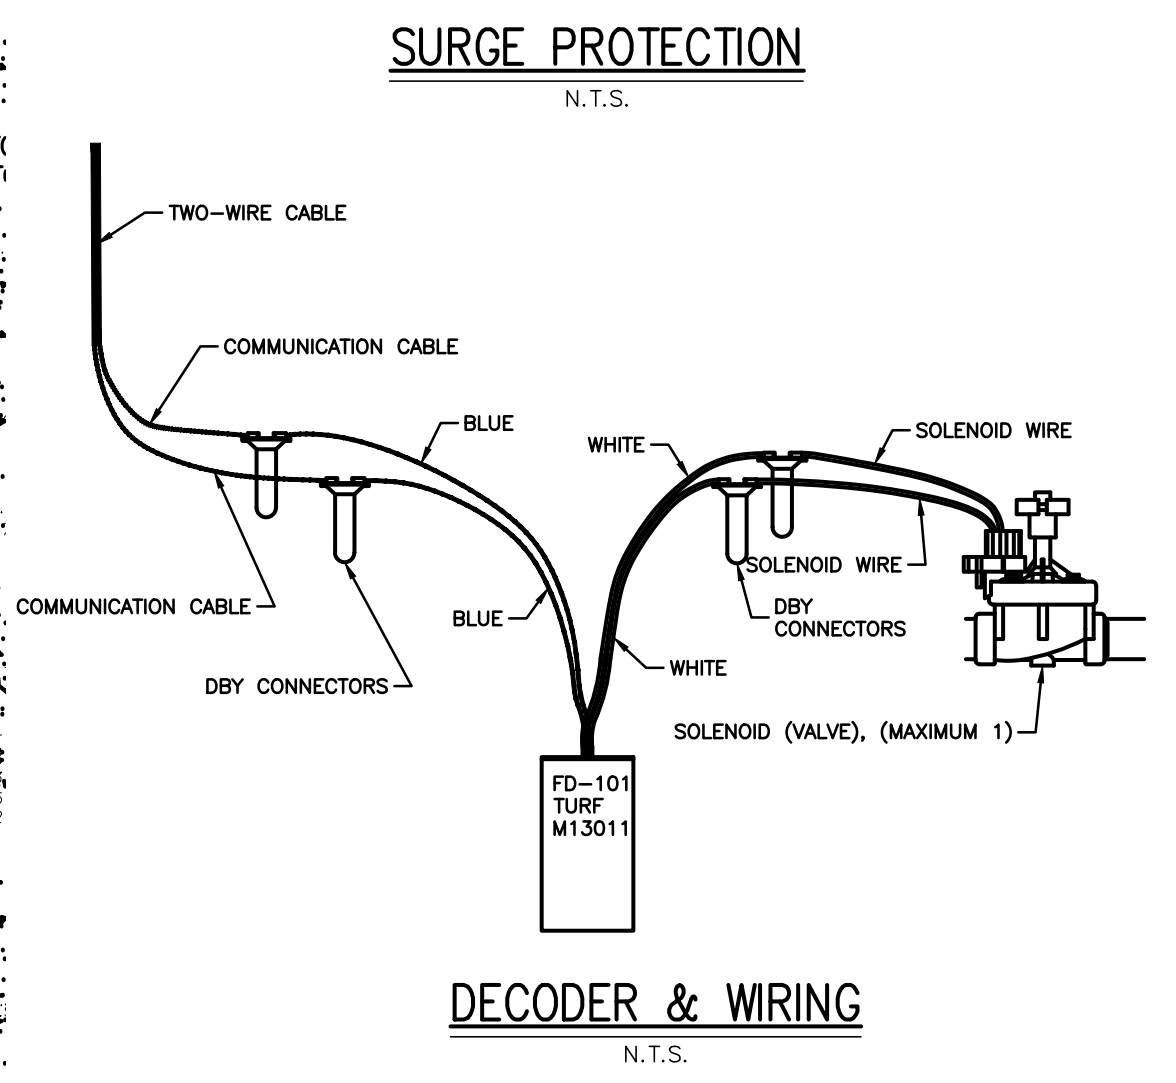 SURGE PROTECTION
N.T.S.
TWO-WIRE CABLE
COMMUNICATION CABLE
BLUE
WHITE
SOLENOID WIRE
SOLENOID WIRE
COMMUNICATION CABLE
BLUE
DBY
CONNECTORS
WHITE
DBY CONNECTORS
SOLENOID (VALVE), (MAXIMUM 1)
FD-101
TURF
M13011
DECODER & WIRING
N.T.S.